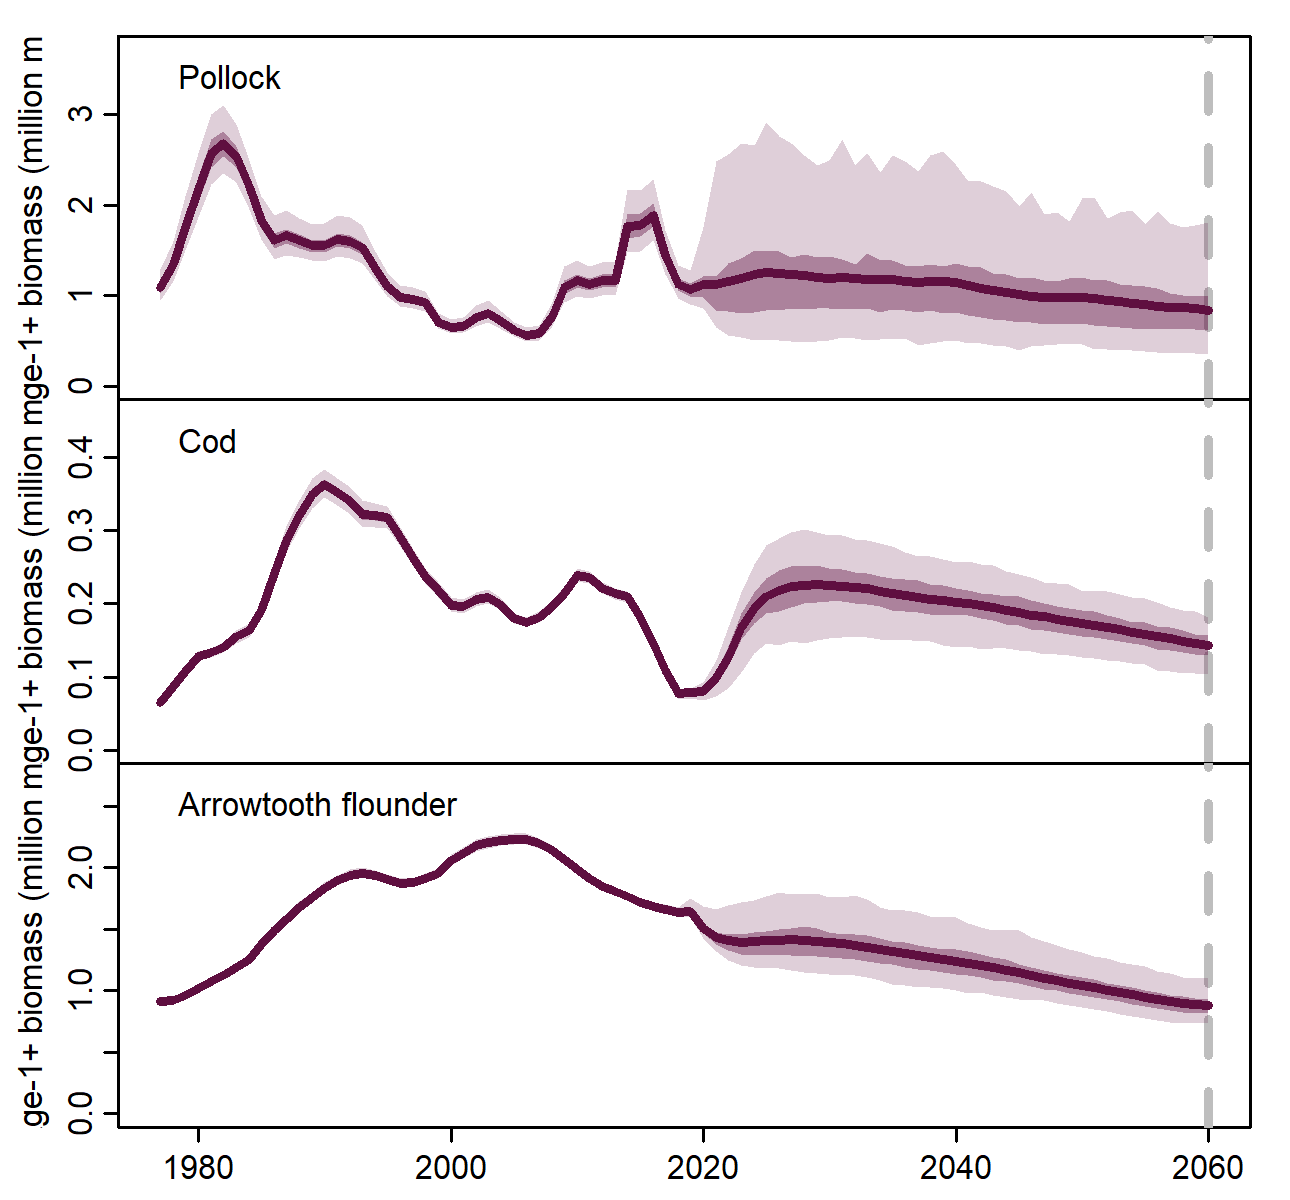 Pollock
3
2
1
0
ge-1+ biomass (million m
Cod
0.4
0.3
0.2
0.1
0.0
ge-1+ biomass (million m
Arrowtooth flounder
2.0
1.0
0.0
ge-1+ biomass (million m
1980
2000
2020
2040
2060